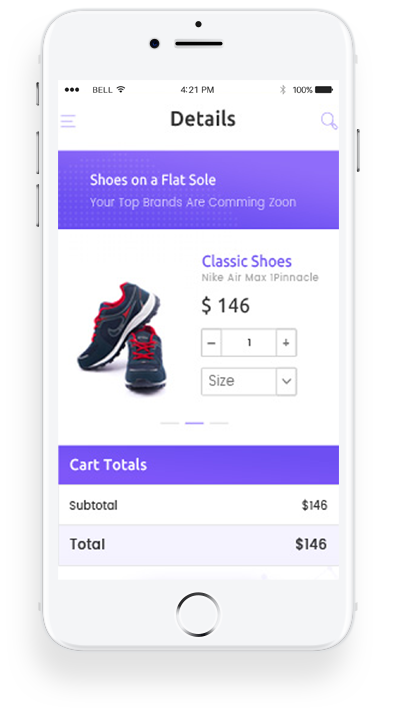 BELL 4:21 PM 100%
Details
Shoes on a Flat Sole
Your Top Brands Are Comming Zoon
Classic Shoes
Nike Air Max 1Pinnacle
$ 146
− 1 +
Size
Cart Totals
Subtotal $146
Total $146